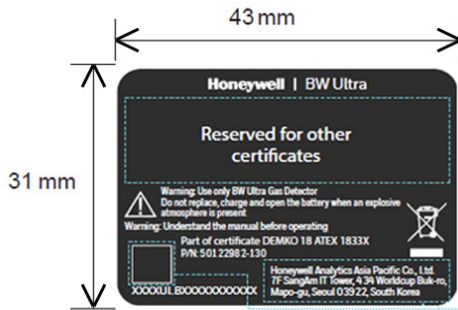 43 mm
31 mm
Honeywell | BW Ultra
Reserved for other
certificates
Warning: Use only BW Ultra Gas Detector
Do not replace, charge and open the battery when an explosive
atmosphere is present
Warning: Understand the manual before operating
Part of certificate DEMKO 18 ATEX 1833X
P/N: 50122982-130
Honeywell Analytics Asia Pacific Co., Ltd.
7F SangAm IT Tower, 434 Worldcup Buk-ro,
Mapo-gu, Seoul 03922, South Korea
XXXXULBXXXXXXXXXXX